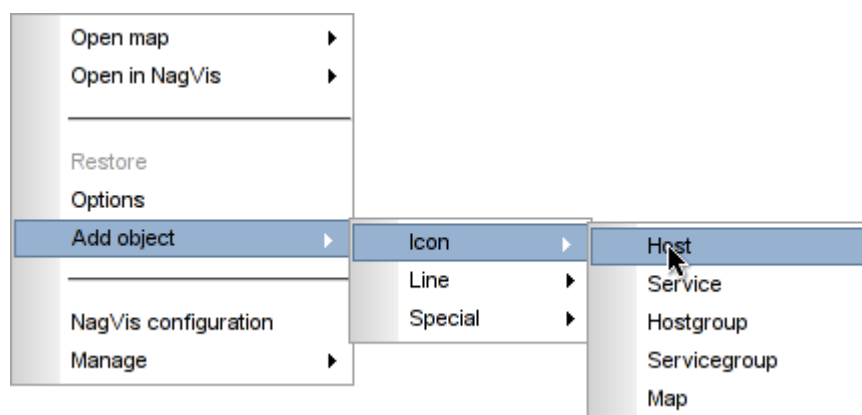 Open map
Open in NagVis
Restore
Options
Add object
NagVis configuration
Manage
Icon
Line
Special
Host
Service
Hostgroup
Servicegroup
Map